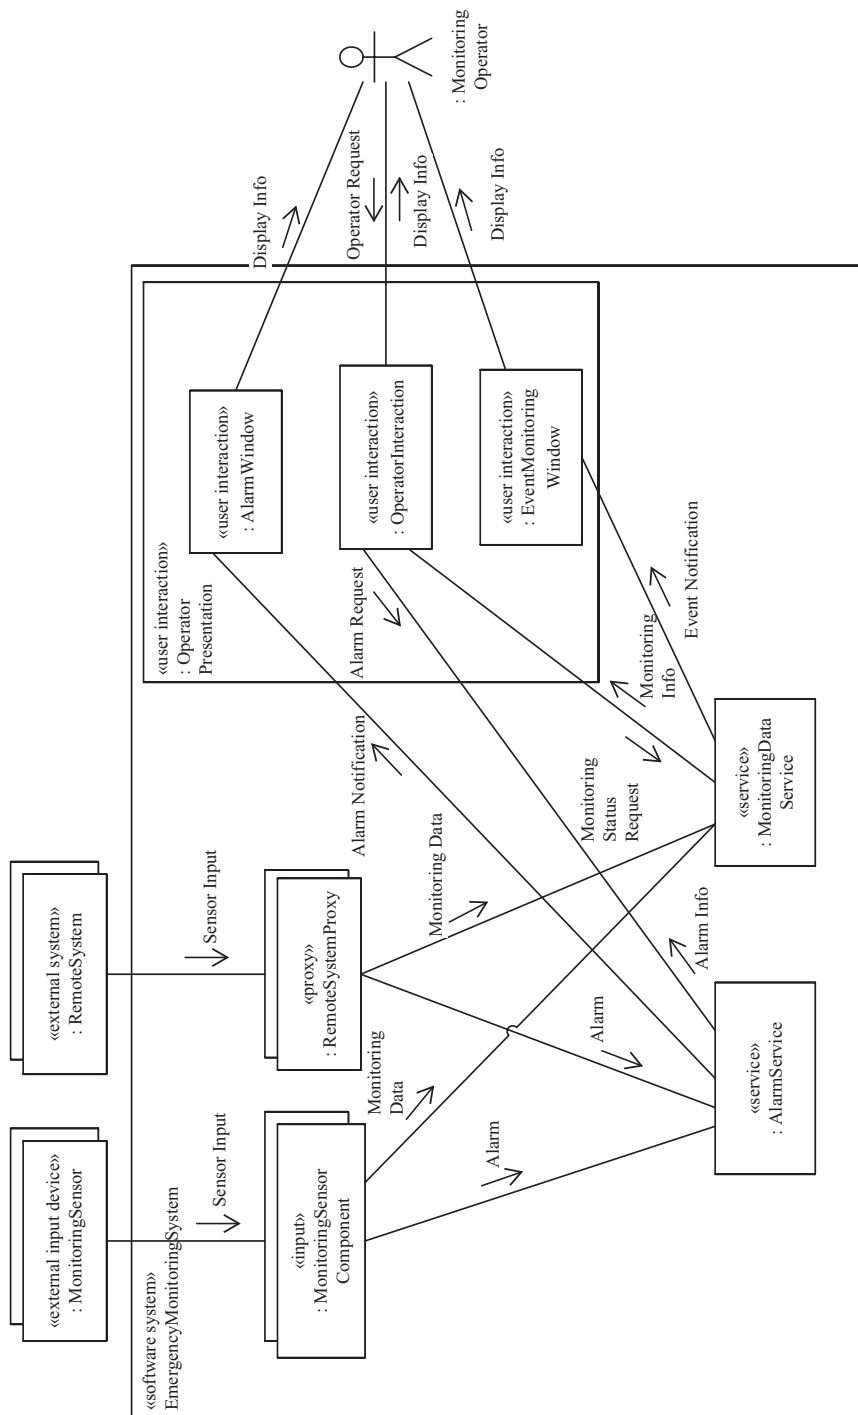 «external input device»
: MonitoringSensor
«external system»
: RemoteSystem
: Monitoring
Operator
«software system»
EmergencyMonitoringSystem
Sensor Input
Sensor Input
«input»
: MonitoringSensor
Component
«proxy»
: RemoteSystemProxy
«user interaction»
: Operator
Presentation
«user interaction»
: AlarmWindow
«user interaction»
: OperatorInteraction
«user interaction»
: EventMonitoring
Window
Display Info
Operator Request
Display Info
Display Info
Monitoring
Data
Monitoring Data
Alarm Notification
Alarm Request
Alarm
Alarm
Alarm Info
Monitoring
Status
Request
Monitoring
Info
Event Notification
«service»
: AlarmService
«service»
: MonitoringData
Service